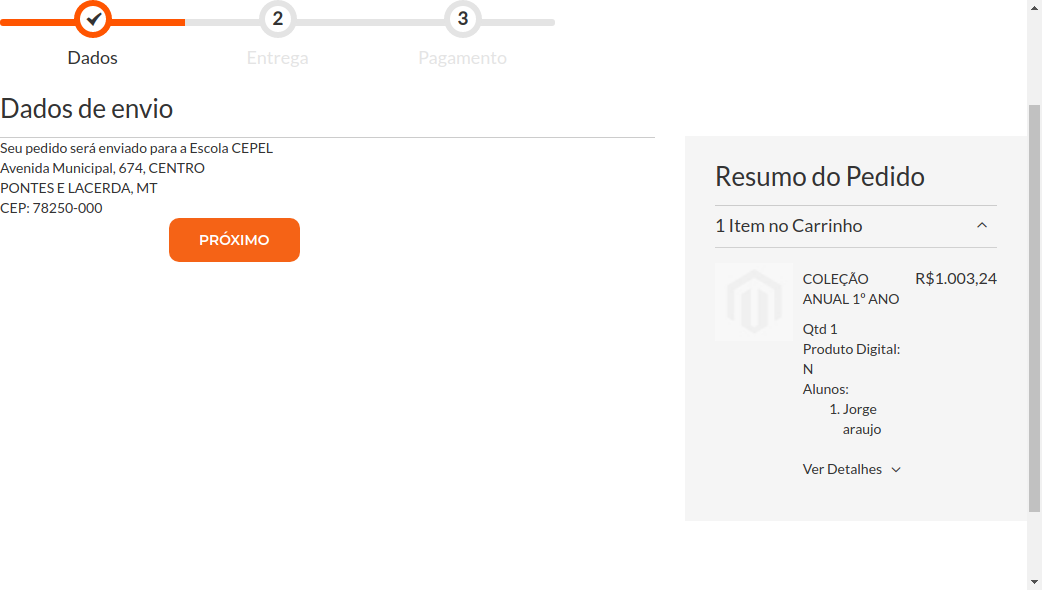 2
3
Dados
Entrega
Pagamento
Dados de envio
Seu pedido será enviado para a Escola CEPEL
Avenida Municipal, 674, CENTRO
PONTES E LACERDA, MT
CEP: 78250-000
PRÓXIMO
Resumo do Pedido
1 Item no Carrinho
COLEÇÃO R$1.003,24
ANUAL 1º ANO
Qtd 1
Produto Digital:
N
Alunos:
1. Jorge
araujo
Ver Detalhes